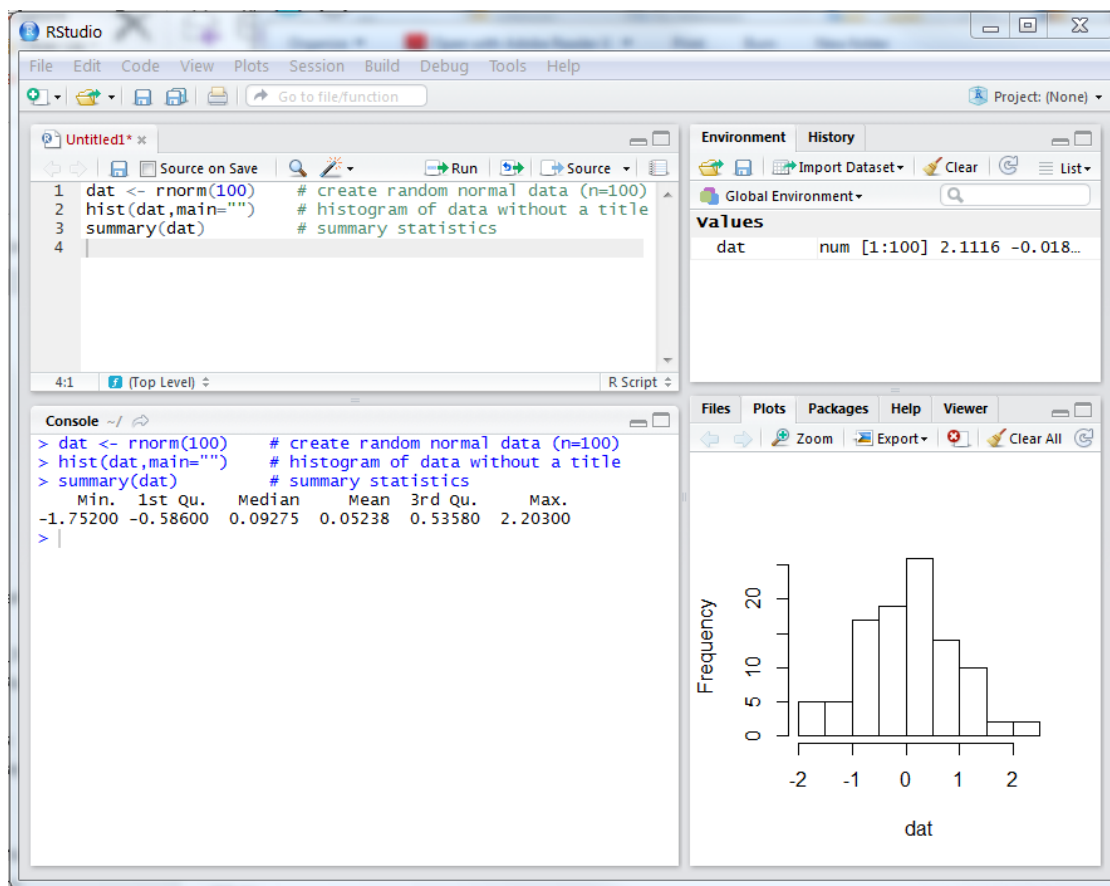 RStudio
File Edit Code View Plots Session Build Debug Tools Help
Go to file/function
Project: (None)
Untitled1*
Source on Save Run Source
1 dat <- rnorm(100) # create random normal data (n=100)
2 hist(dat,main="") # histogram of data without a title
3 summary(dat) # summary statistics
4
4:1 (Top Level) R Script
Console ~/
> dat <- rnorm(100) # create random normal data (n=100)
> hist(dat,main="") # histogram of data without a title
> summary(dat) # summary statistics
Min. 1st Qu. Median Mean 3rd Qu. Max.
-1.75200 -0.58600 0.09275 0.05238 0.53580 2.20300
>
Environment History
Import Dataset Clear List
Global Environment
Values
dat num [1:100] 2.1116 -0.018…
Files Plots Packages Help Viewer
Zoom Export Clear All
Frequency
20
10
5
0
-2 -1 0 1 2
dat